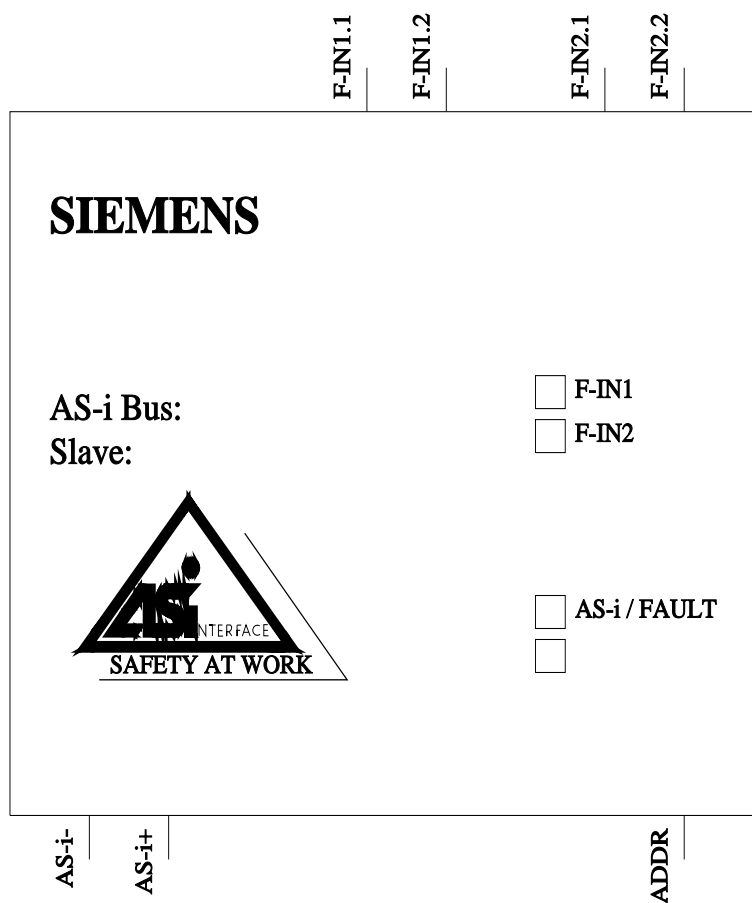 F-IN1.1
F-IN1.2
F-IN2.1
F-IN2.2
SIEMENS
F-IN1
AS-i Bus:
F-IN2
Slave:
ASi
INTERFACE
AS-i / FAULT
SAFETY AT WORK
AS-i-
AS-i+
ADDR